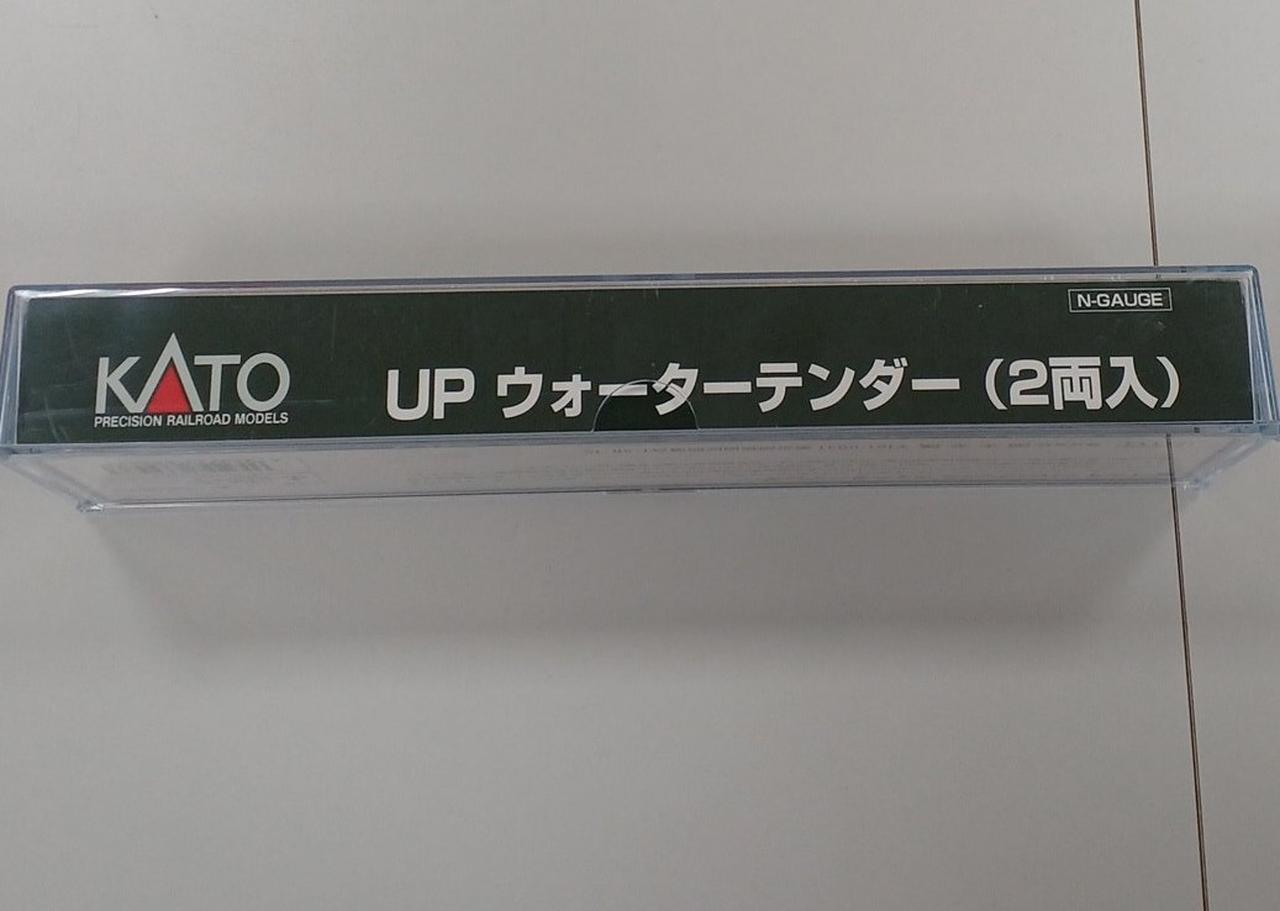 N-GAUGE
KATO
PRECISION RAILROAD MODELS
UP ウォーターテンダー (2両入)